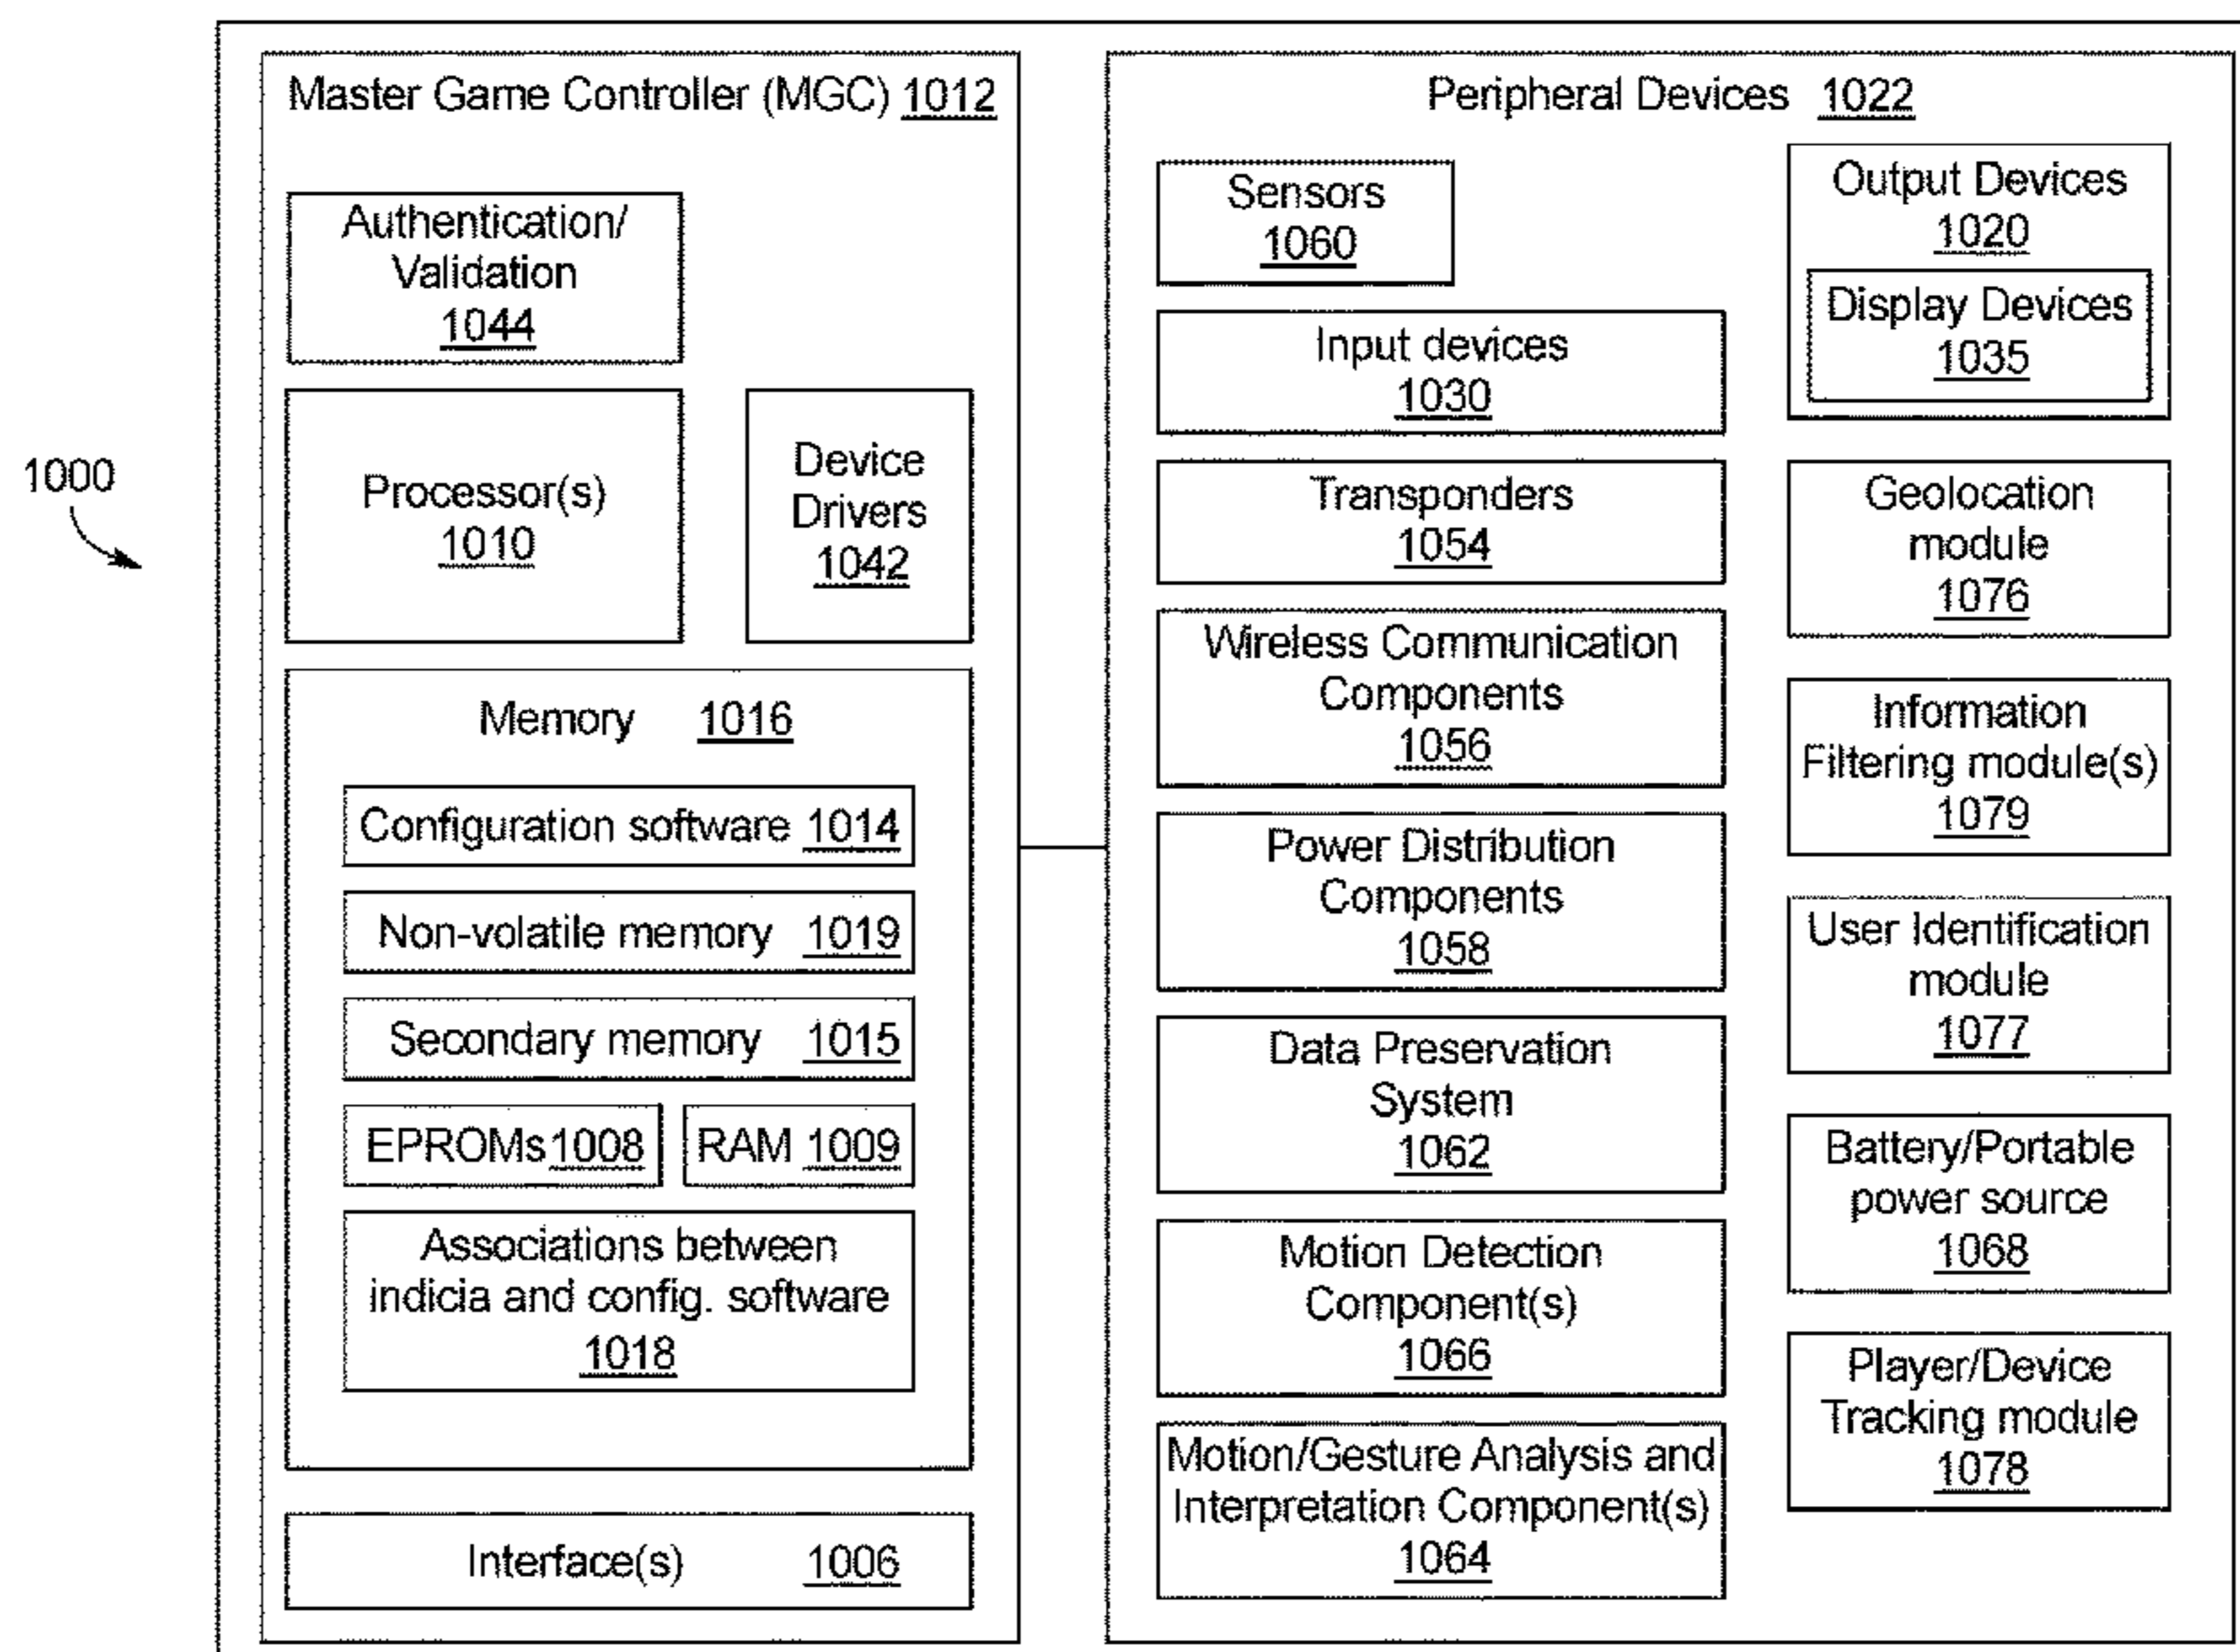 1000
Master Game Controller (MGC) 1012
Authentication/
Validation
1044
Processor(s)
1010
Device
Drivers
1042
Memory 1016
Configuration software 1014
Non-volatile memory 1019
Secondary memory 1015
EPROMs 1008
RAM 1009
Associations between
indicia and config. software
1018
Interface(s) 1006
Peripheral Devices 1022
Sensors
1060
Input devices
1030
Transponders
1054
Wireless Communication
Components
1056
Power Distribution
Components
1058
Data Preservation
System
1062
Motion Detection
Component(s)
1066
Motion/Gesture Analysis and
Interpretation Component(s)
1064
Output Devices
1020
Display Devices
1035
Geolocation
module
1076
Information
Filtering module(s)
1079
User Identification
module
1077
Battery/Portable
power source
1068
Player/Device
Tracking module
1078